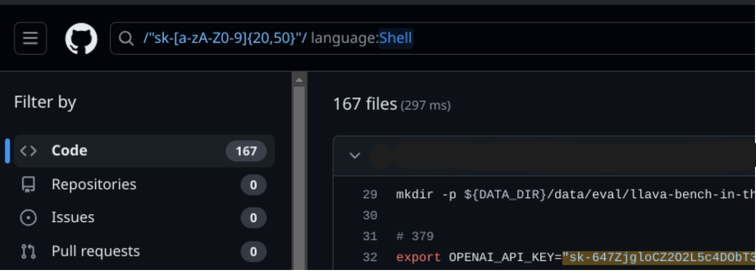 /"sk-[a-zA-Z0-9]{20,50}"/ language:Shell
Filter by
167 files (297 ms)
Code 167
Repositories 0
Issues 0
Pull requests 0
29 mkdir -p ${DATA_DIR}/data/eval/llava-bench-in-th
30
31 # 379
32 export OPENAI_API_KEY=